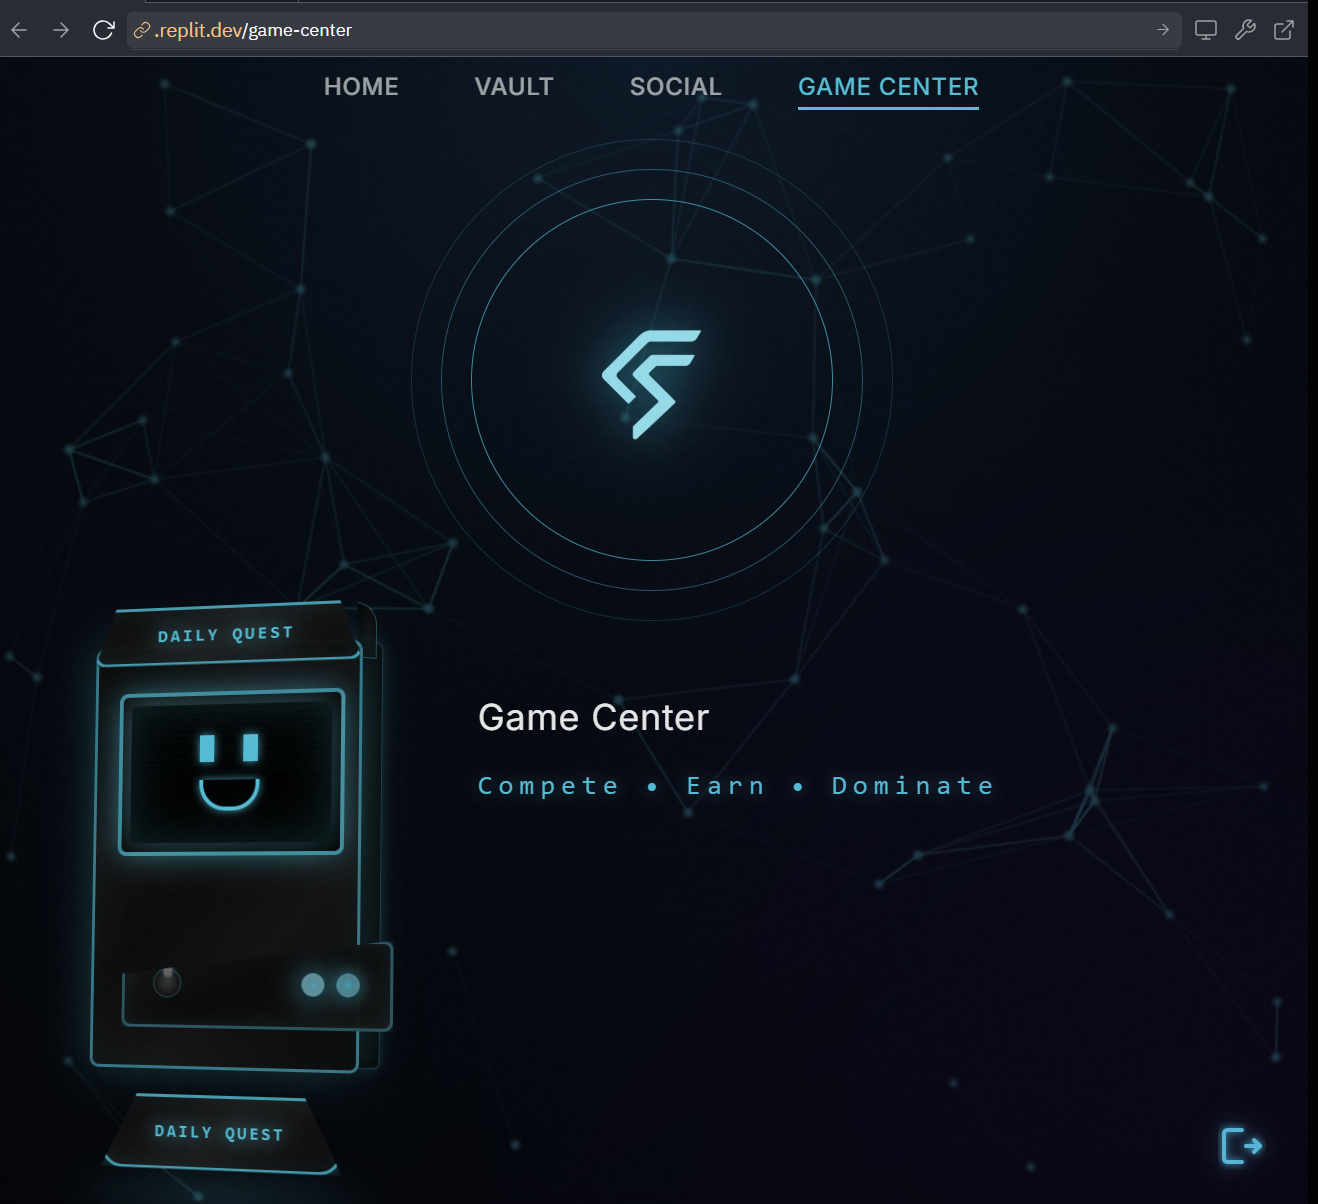 .replit.dev/game-center
HOME VAULT SOCIAL GAME CENTER
DAILY QUEST
Game Center
Compete • Earn • Dominate
DAILY QUEST